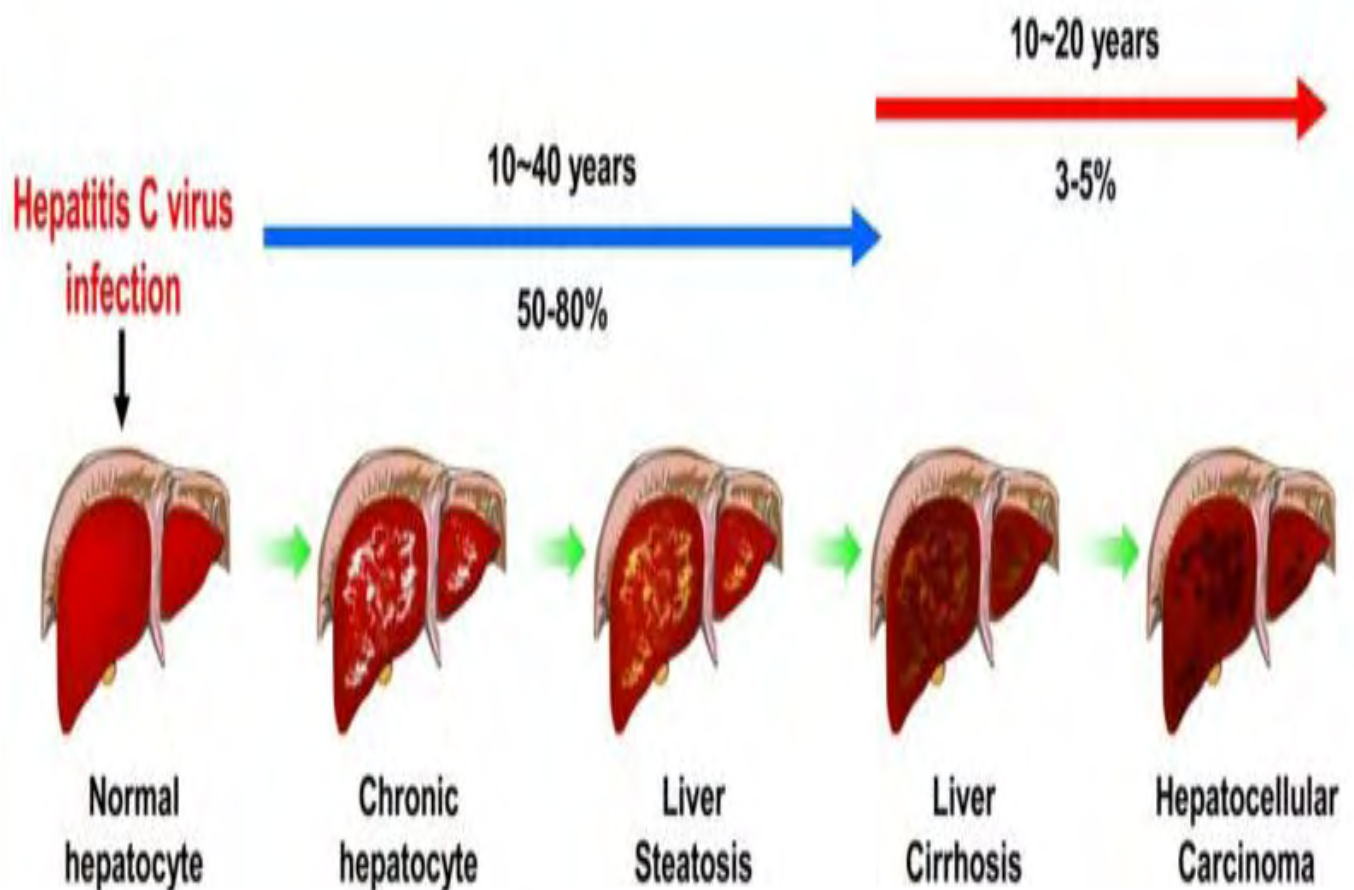 10~20 years
3-5%
10~40 years
50-80%
Hepatitis C virus
infection
Normal
hepatocyte
Chronic
hepatocyte
Liver
Steatosis
Liver
Cirrhosis
Hepatocellular
Carcinoma